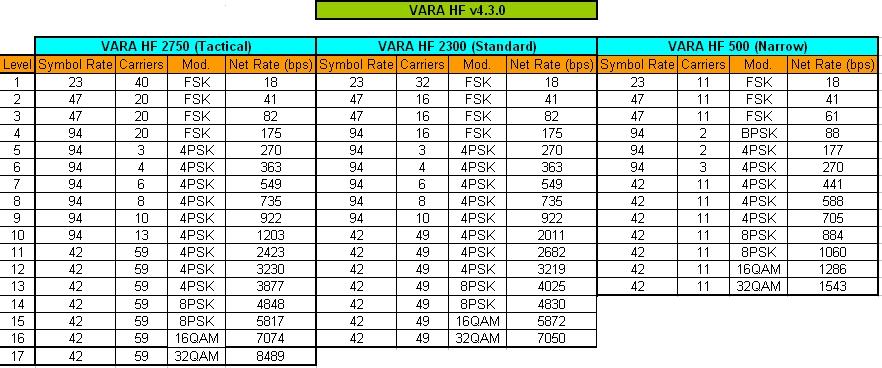 VARA HF v4.3.0
VARA HF 2750 (Tactical) VARA HF 2300 (Standard) VARA HF 500 (Narrow)
Level Symbol Rate Carriers Mod. Net Rate (bps) Symbol Rate Carriers Mod. Net Rate (bps) Symbol Rate Carriers Mod. Net Rate (bps)
1 23 40 FSK 18 23 32 FSK 18 23 11 FSK 18
2 47 20 FSK 41 47 16 FSK 41 47 11 FSK 41
3 47 20 FSK 82 47 16 FSK 82 47 11 FSK 61
4 94 20 FSK 175 94 16 FSK 175 94 2 BPSK 88
5 94 3 4PSK 270 94 3 4PSK 270 94 2 4PSK 177
6 94 4 4PSK 363 94 4 4PSK 363 94 3 4PSK 270
7 94 6 4PSK 549 94 6 4PSK 549 42 11 4PSK 441
8 94 8 4PSK 735 94 8 4PSK 735 42 11 4PSK 588
9 94 10 4PSK 922 94 10 4PSK 922 42 11 4PSK 705
10 94 13 4PSK 1203 42 49 4PSK 2011 42 11 8PSK 884
11 42 59 4PSK 2423 42 49 4PSK 2682 42 11 8PSK 1060
12 42 59 4PSK 3230 42 49 4PSK 3219 42 11 16QAM 1286
13 42 59 4PSK 3877 42 49 8PSK 4025 42 11 32QAM 1543
14 42 59 8PSK 4848 42 49 8PSK 4830
15 42 59 8PSK 5817 42 49 16QAM 5872
16 42 59 16QAM 7074 42 49 32QAM 7050
17 42 59 32QAM 8489